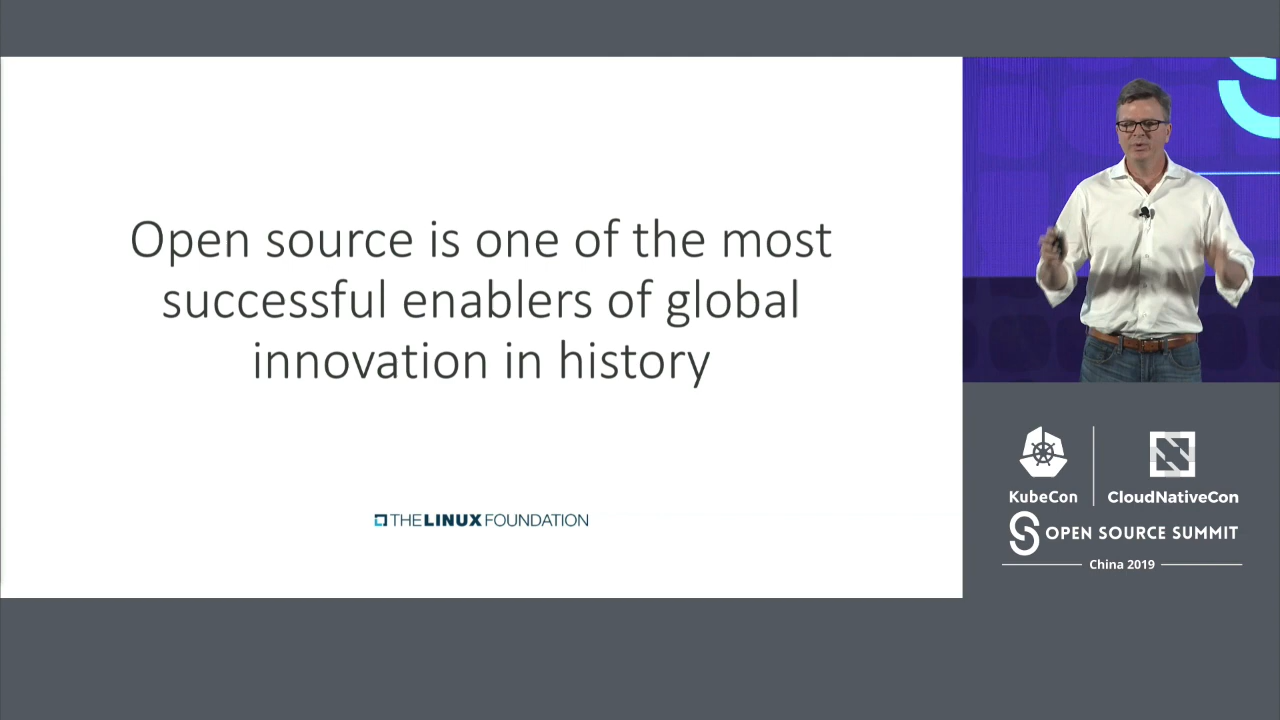 Open source is one of the most
successful enablers of global
innovation in history
THE LINUX FOUNDATION
KubeCon
CloudNativeCon
OPEN SOURCE SUMMIT
China 2019